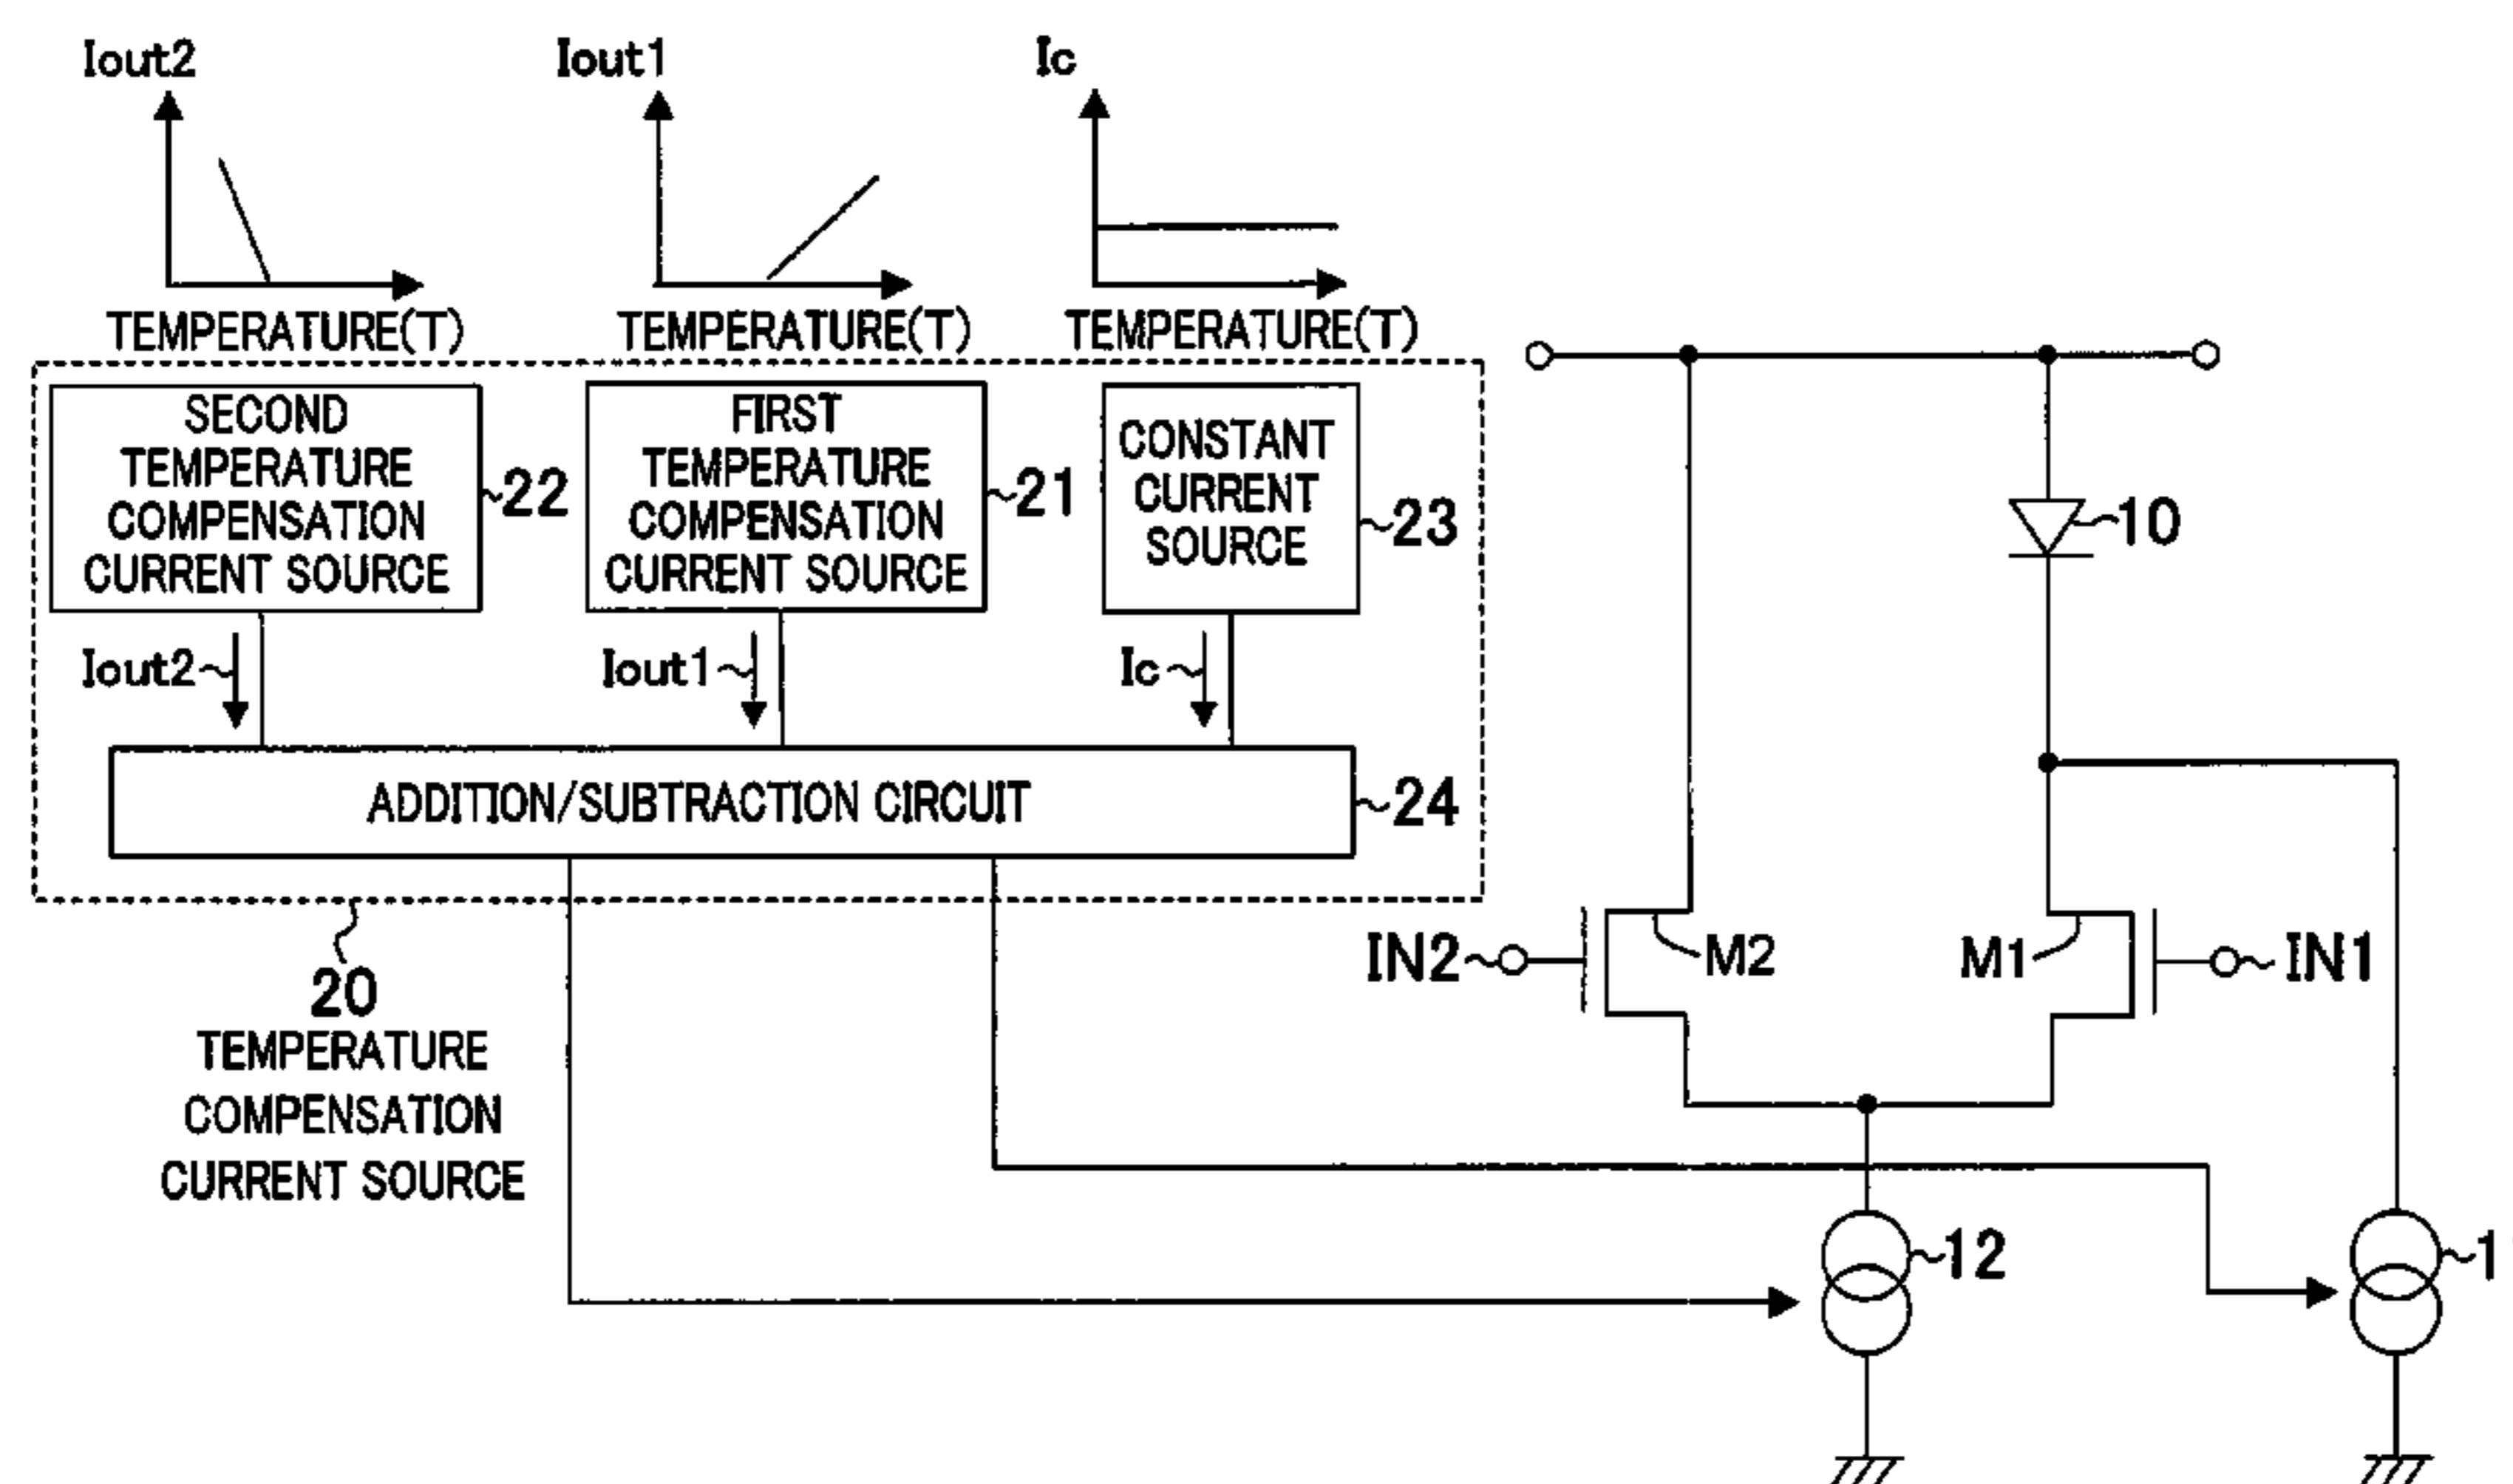 Iout2
Iout1
Ic
TEMPERATURE(T)
TEMPERATURE(T)
TEMPERATURE(T)
SECOND
TEMPERATURE
COMPENSATION
CURRENT SOURCE
22
FIRST
TEMPERATURE
COMPENSATION
CURRENT SOURCE
21
CONSTANT
CURRENT
SOURCE
23
10
Iout2
Iout1
Ic
ADDITION/SUBTRACTION CIRCUIT
24
IN2
M2
M1
IN1
20
TEMPERATURE
COMPENSATION
CURRENT SOURCE
12